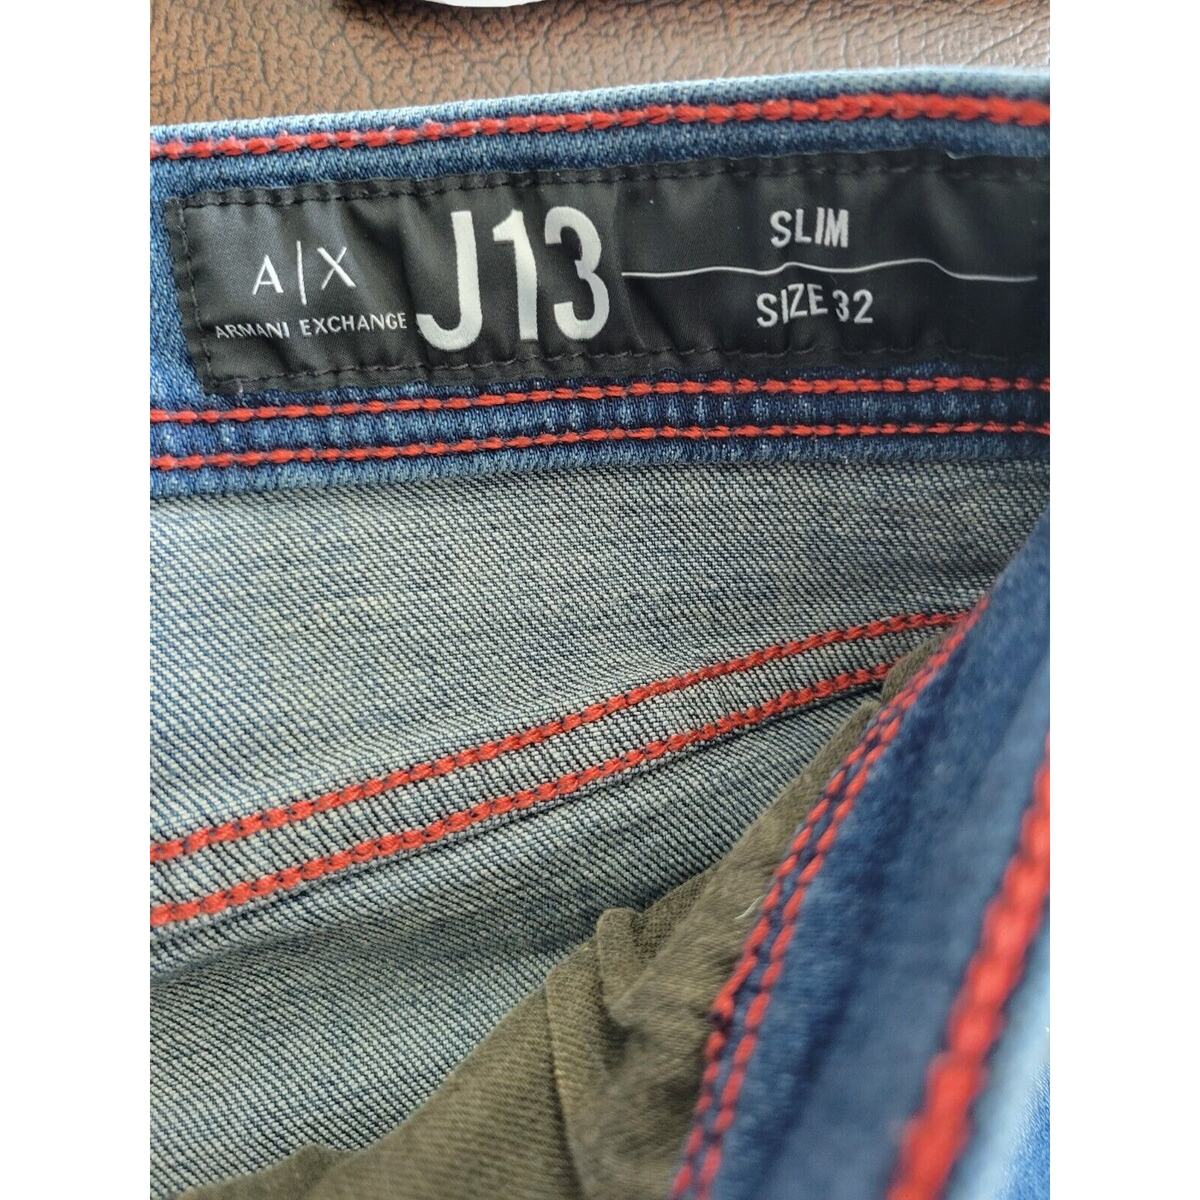 A|X
ARMANI EXCHANGE
J13
SLIM
SIZE 32